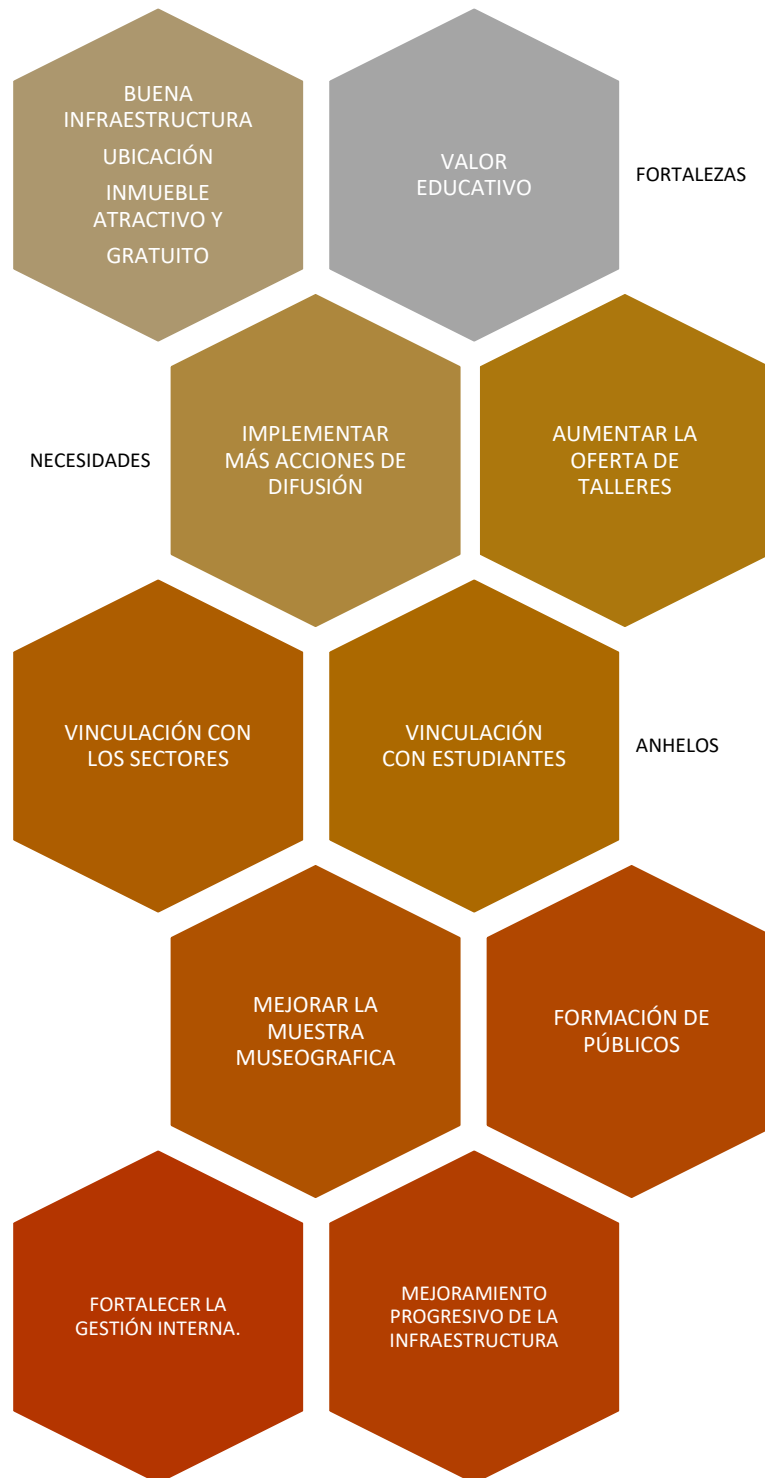 BUENA
INFRAESTRUCTURA
UBICACIÓN
INMUEBLE
ATRACTIVO Y
GRATUITO
VALOR
EDUCATIVO
FORTALEZAS
NECESIDADES
IMPLEMENTAR
MÁS ACCIONES DE
DIFUSIÓN
AUMENTAR LA
OFERTA DE
TALLERES
VINCULACIÓN CON
LOS SECTORES
VINCULACIÓN
CON ESTUDIANTES
ANHELOS
MEJORAR LA
MUESTRA
MUSEOGRAFICA
FORMACIÓN DE
PÚBLICOS
FORTALECER LA
GESTIÓN INTERNA.
MEJORAMIENTO
PROGRESIVO DE LA
INFRAESTRUCTURA